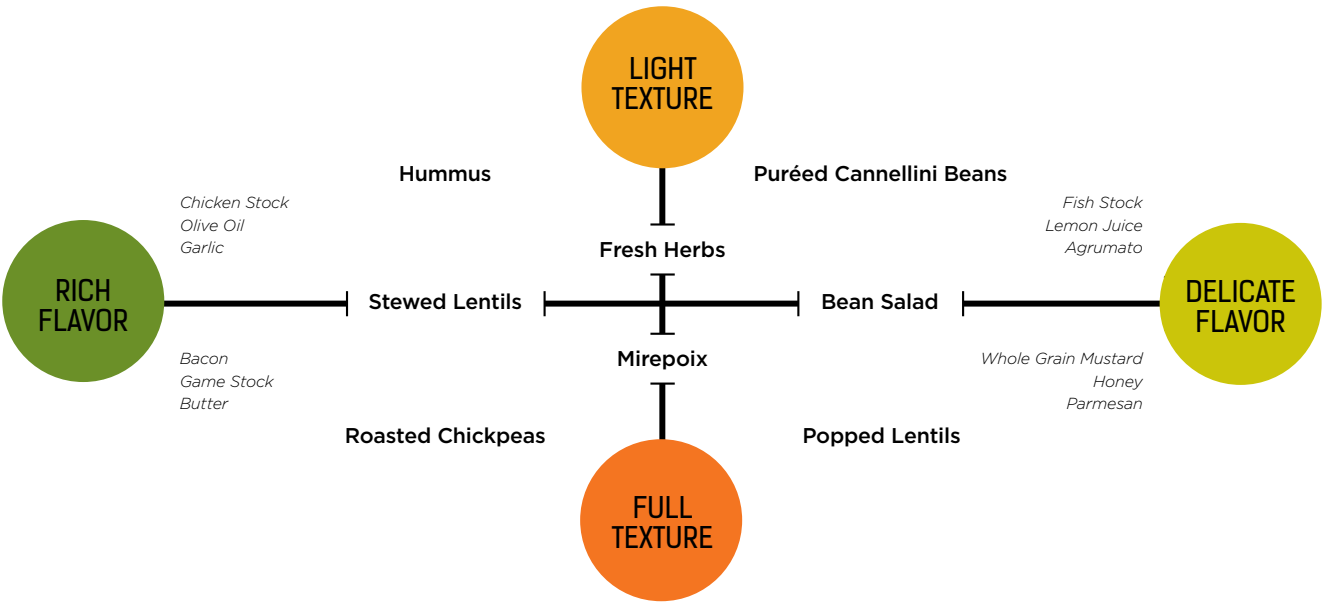 LIGHT
TEXTURE
Hummus
Puréed Cannellini Beans
Chicken Stock
Olive Oil
Garlic
Fish Stock
Lemon Juice
Agrumato
Fresh Herbs
RICH
FLAVOR
Stewed Lentils
Bean Salad
DELICATE
FLAVOR
Mirepoix
Bacon
Game Stock
Butter
Whole Grain Mustard
Honey
Parmesan
Roasted Chickpeas
Popped Lentils
FULL
TEXTURE